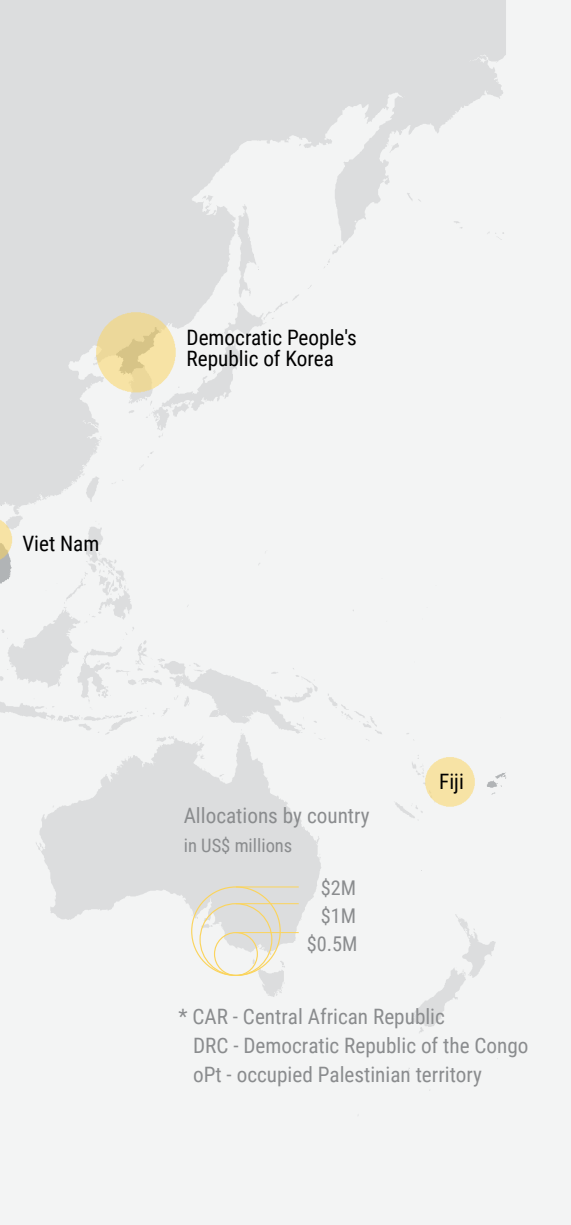 Democratic People's
Republic of Korea
Viet Nam
Fiji
Allocations by country
in US$ millions
$2M
$1M
$0.5M
* CAR - Central African Republic
DRC - Democratic Republic of the Congo
oPt - occupied Palestinian territory